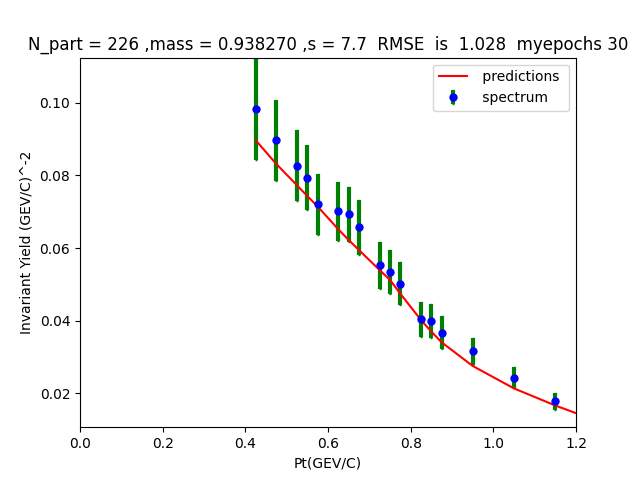 N_part = 226 ,mass = 0.938270 ,s = 7.7  RMSE  is  1.028  myepochs 30
predictions
spectrum
Invariant Yield (GEV/C)^-2
0.10
0.08
0.06
0.04
0.02
0.0 0.2 0.4 0.6 0.8 1.0 1.2
Pt(GEV/C)